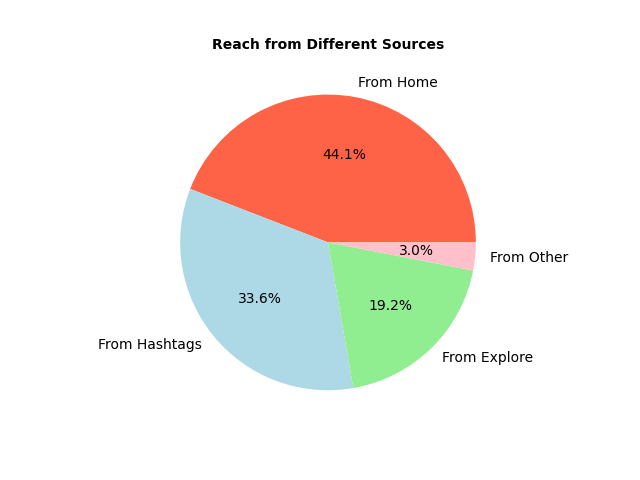 Reach from Different Sources
From Home
44.1%
3.0%
From Other
33.6%
19.2%
From Hashtags
From Explore